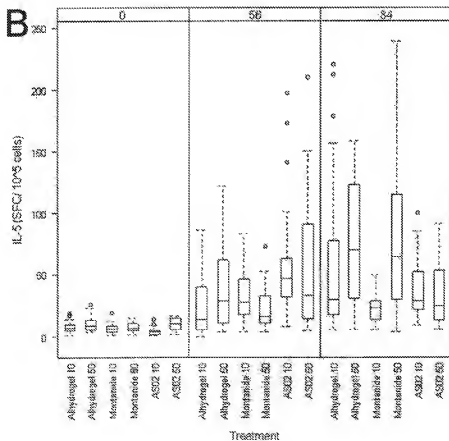 B
0 56 84
250
200
150
100
50
0
IL-5 (SFC/ 10^5 cells)
Alhydrogel 10
Alhydrogel 50
Montanide 10
Montanide 50
AS02 10
AS02 50
Alhydrogel 10
Alhydrogel 50
Montanide 10
Montanide 50
AS02 10
AS02 50
Alhydrogel 10
Alhydrogel 50
Montanide 10
Montanide 50
AS02 10
AS02 50
Treatment